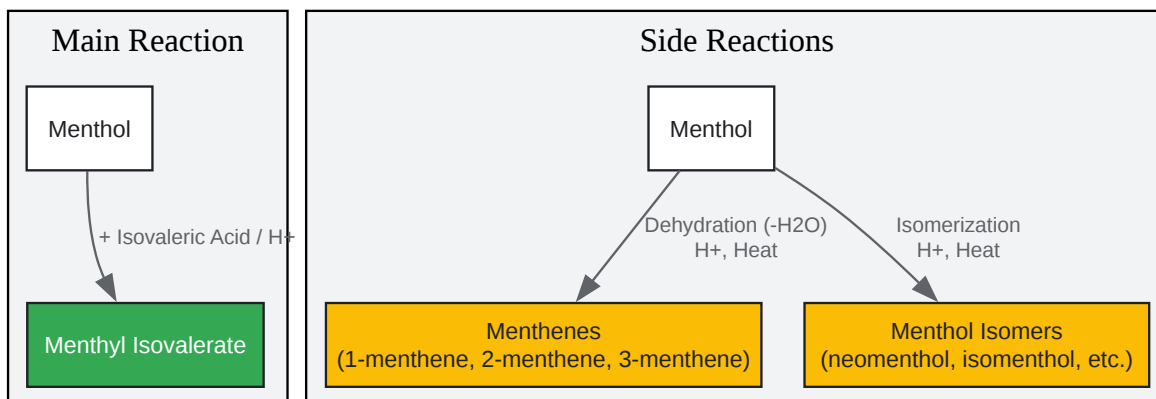 Main Reaction
Menthol
+ Isovaleric Acid / H+
Menthyl Isovalerate
Side Reactions
Menthol
Dehydration (-H2O)
H+, Heat
Isomerization
H+, Heat
Menthenes
(1-menthene, 2-menthene, 3-menthene)
Menthol Isomers
(neomenthol, isomenthol, etc.)